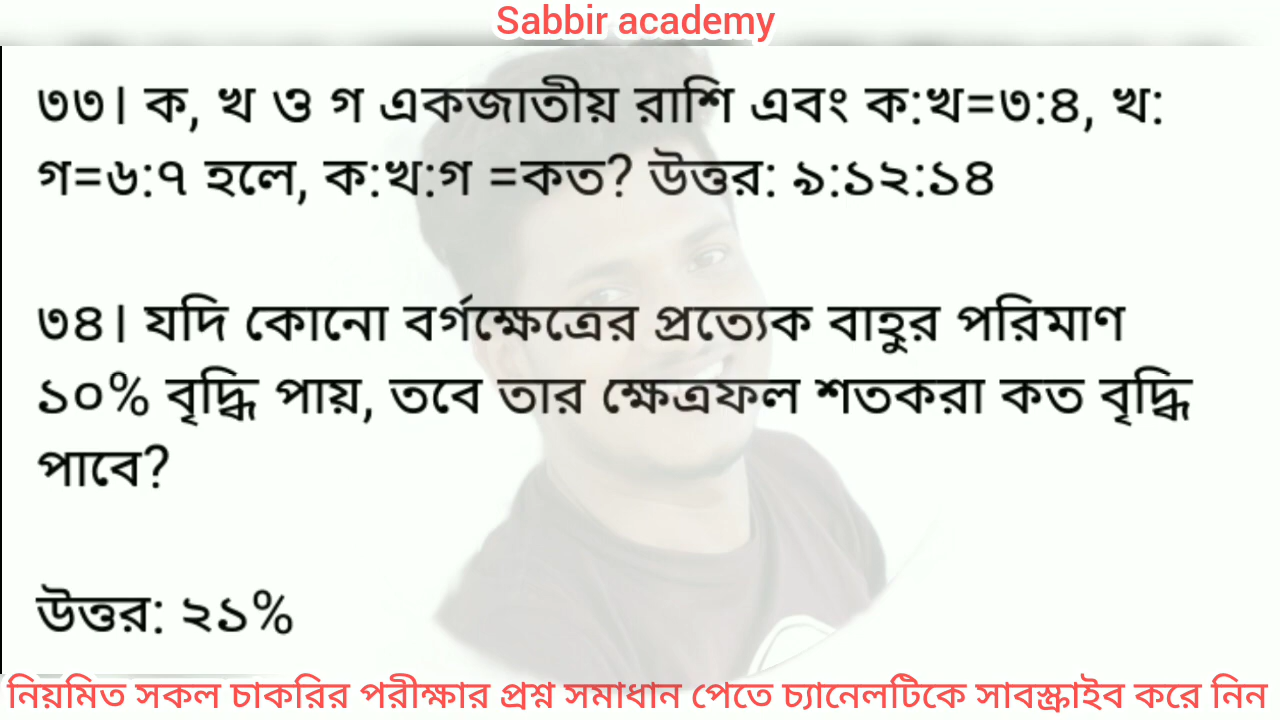 Sabbir academy
৩৩। ক, খ ও গ একজাতীয় রাশি এবং ক:খ=৩:৪, খ:
গ=৬:৭ হলে, ক:খ:গ =কত? উত্তর: ৯:১২:১৪
৩৪। যদি কোনো বর্গক্ষেত্রের প্রত্যেক বাহুর পরিমাণ
১০% বৃদ্ধি পায়, তবে তার ক্ষেত্রফল শতকরা কত বৃদ্ধি
পাবে?
উত্তর: ২১%
নিয়মিত সকল চাকরির পরীক্ষার প্রশ্ন সমাধান পেতে চ্যানেলটিকে সাবস্ক্রাইব করে নিন